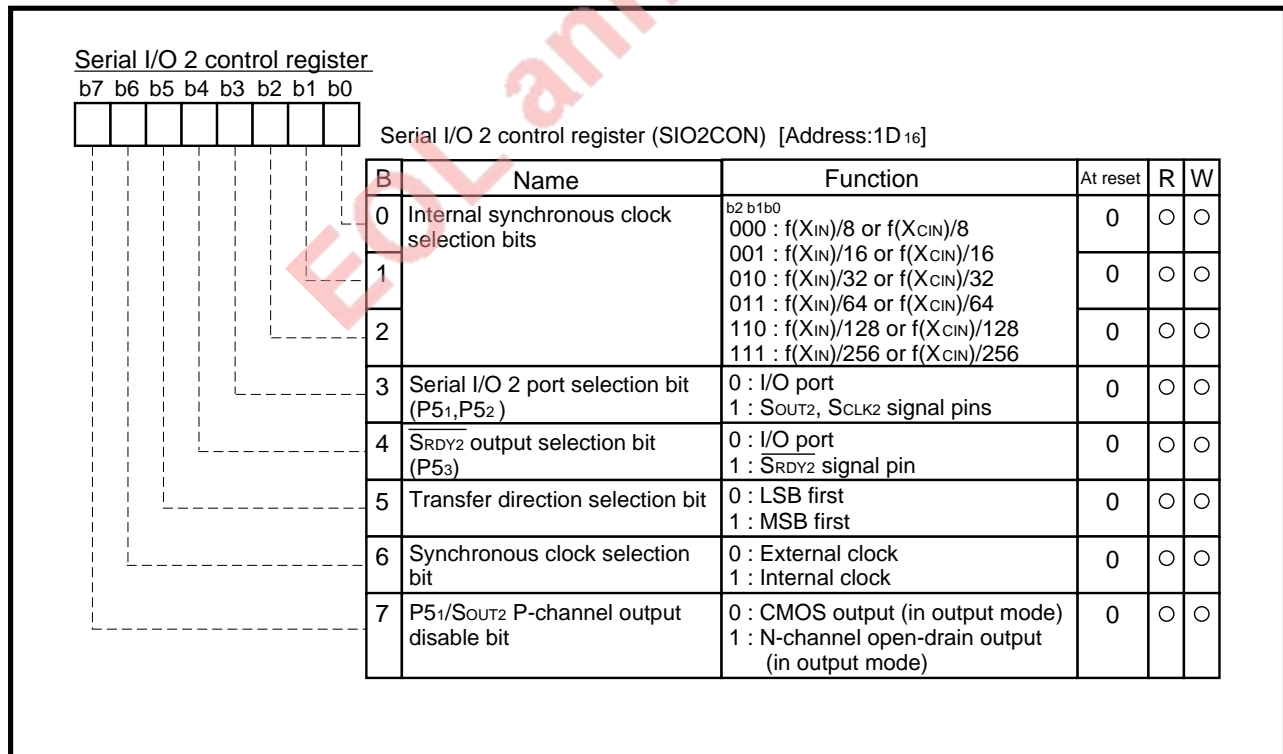 EOL ann
Serial I/O 2 control register
b7 b6 b5 b4 b3 b2 b1 b0
Serial I/O 2 control register (SIO2CON) [Address:1D16]
B Name Function At reset R W
0 Internal synchronous clock selection bits
b2 b1b0
000 : f(XIN)/8 or f(XCIN)/8
001 : f(XIN)/16 or f(XCIN)/16
010 : f(XIN)/32 or f(XCIN)/32
011 : f(XIN)/64 or f(XCIN)/64
110 : f(XIN)/128 or f(XCIN)/128
111 : f(XIN)/256 or f(XCIN)/256
0 ○ ○
1 0 ○ ○
2 0 ○ ○
3 Serial I/O 2 port selection bit
(P51,P52 )
0 : I/O port
1 : SOUT2, SCLK2 signal pins
0 ○ ○
4 SRDY2 output selection bit
(P53)
0 : I/O port
1 : SRDY2 signal pin
0 ○ ○
5 Transfer direction selection bit
0 : LSB first
1 : MSB first
0 ○ ○
6 Synchronous clock selection
bit
0 : External clock
1 : Internal clock
0 ○ ○
7 P51/SOUT2 P-channel output
disable bit
0 : CMOS output (in output mode)
1 : N-channel open-drain output
(in output mode)
0 ○ ○